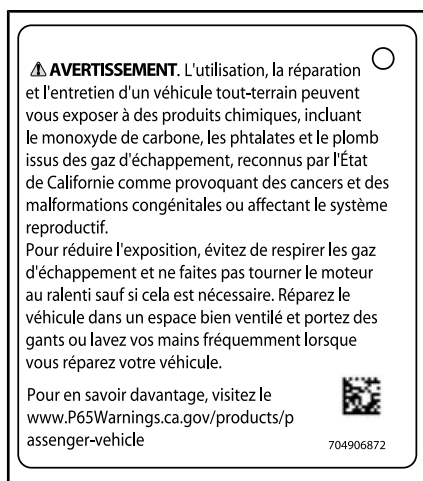 ⚠ AVERTISSEMENT. L'utilisation, la réparation
et l'entretien d'un véhicule tout-terrain peuvent
vous exposer à des produits chimiques, incluant
le monoxyde de carbone, les phtalates et le plomb
issus des gaz d'échappement, reconnus par l'État
de Californie comme provoquant des cancers et des
malformations congénitales ou affectant le système
reproductif.
Pour réduire l'exposition, évitez de respirer les gaz
d'échappement et ne faites pas tourner le moteur
au ralenti sauf si cela est nécessaire. Réparez le
véhicule dans un espace bien ventilé et portez des
gants ou lavez vos mains fréquemment lorsque
vous réparez votre véhicule.
Pour en savoir davantage, visitez le
www.P65Warnings.ca.gov/products/p
assenger-vehicle
704906872